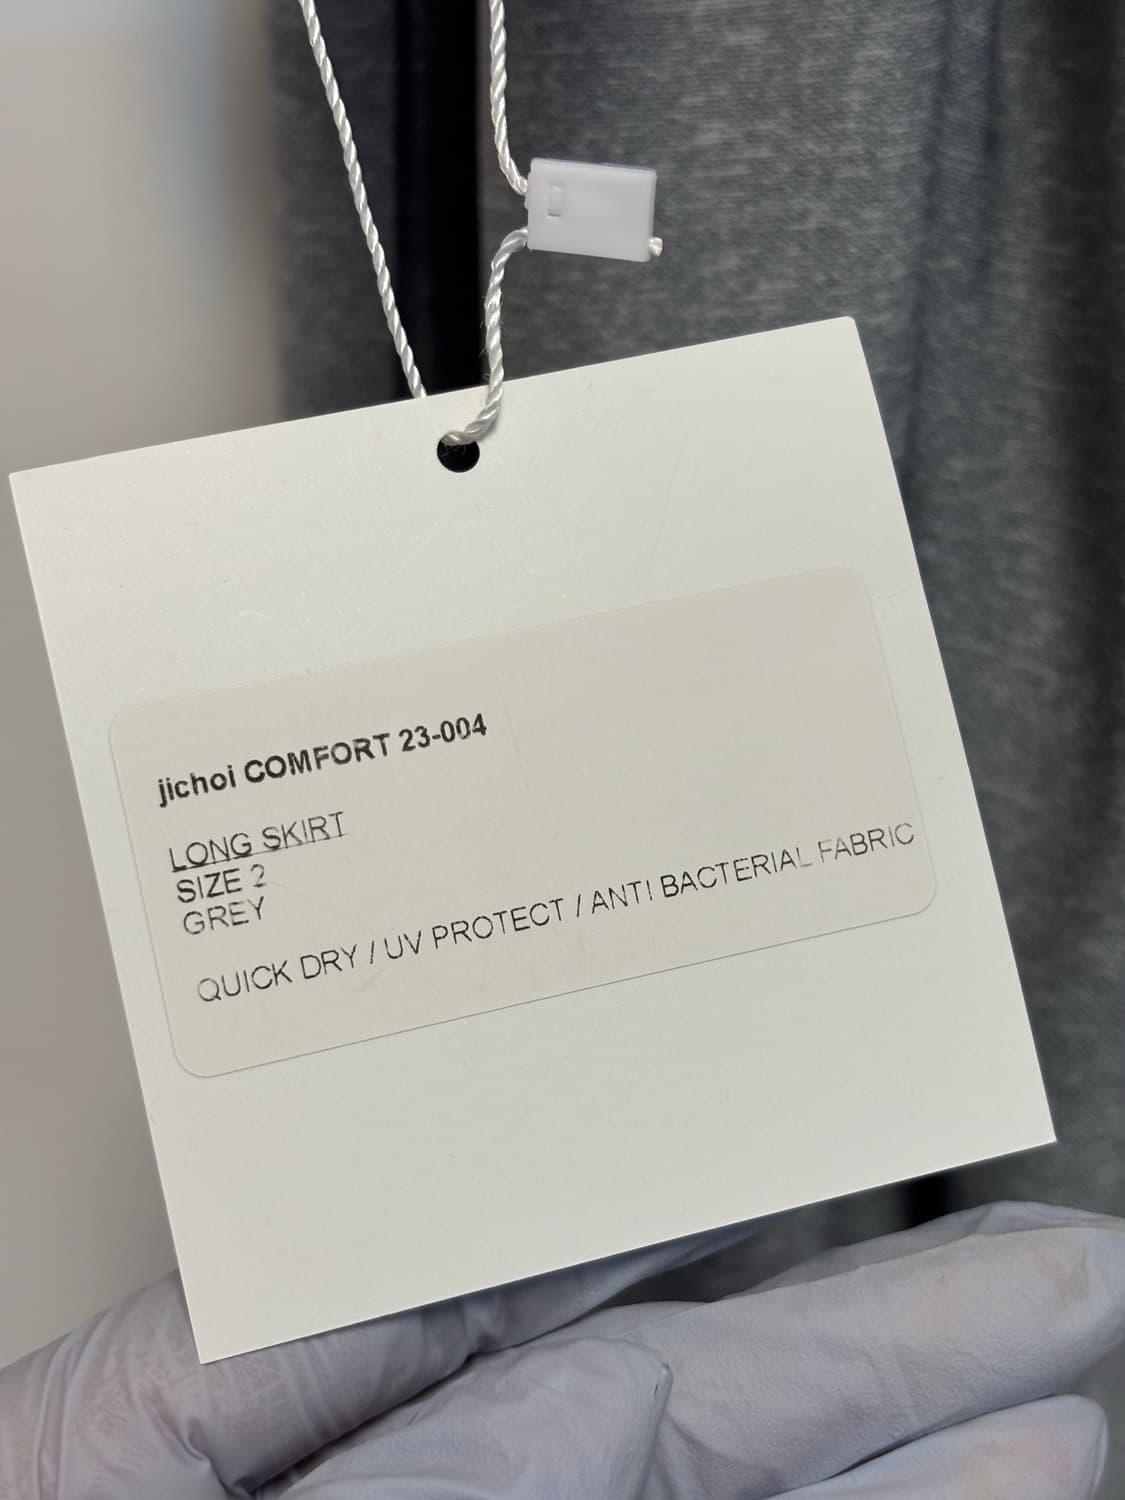 jichoi COMFORT 23-004
LONG SKIRT
SIZE 2
GREY
QUICK DRY / UV PROTECT / ANTI BACTERIAL FABRIC